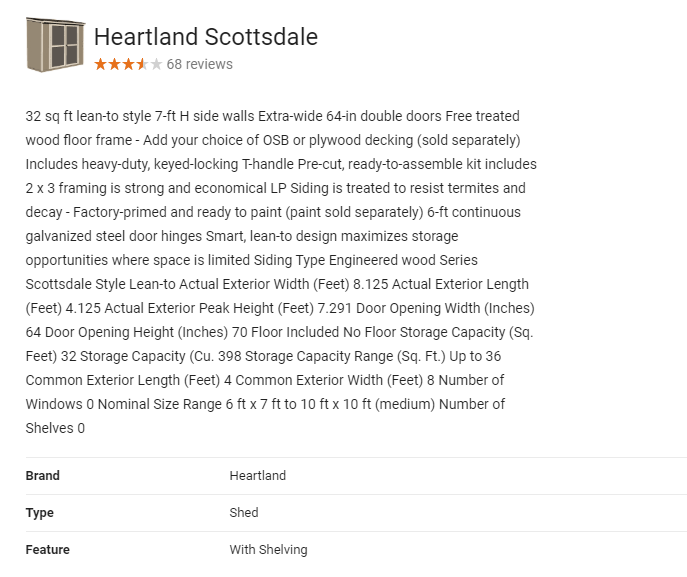 Heartland Scottsdale
68 reviews
32 sq ft lean-to style 7-ft H side walls Extra-wide 64-in double doors Free treated
wood floor frame - Add your choice of OSB or plywood decking (sold separately)
Includes heavy-duty, keyed-locking T-handle Pre-cut, ready-to-assemble kit includes
2 x 3 framing is strong and economical LP Siding is treated to resist termites and
decay - Factory-primed and ready to paint (paint sold separately) 6-ft continuous
galvanized steel door hinges Smart, lean-to design maximizes storage
opportunities where space is limited Siding Type Engineered wood Series
Scottsdale Style Lean-to Actual Exterior Width (Feet) 8.125 Actual Exterior Length
(Feet) 4.125 Actual Exterior Peak Height (Feet) 7.291 Door Opening Width (Inches)
64 Door Opening Height (Inches) 70 Floor Included No Floor Storage Capacity (Sq.
Feet) 32 Storage Capacity (Cu. 398 Storage Capacity Range (Sq. Ft.) Up to 36
Common Exterior Length (Feet) 4 Common Exterior Width (Feet) 8 Number of
Windows 0 Nominal Size Range 6 ft x 7 ft to 10 ft x 10 ft (medium) Number of
Shelves 0
Brand Heartland
Type Shed
Feature With Shelving